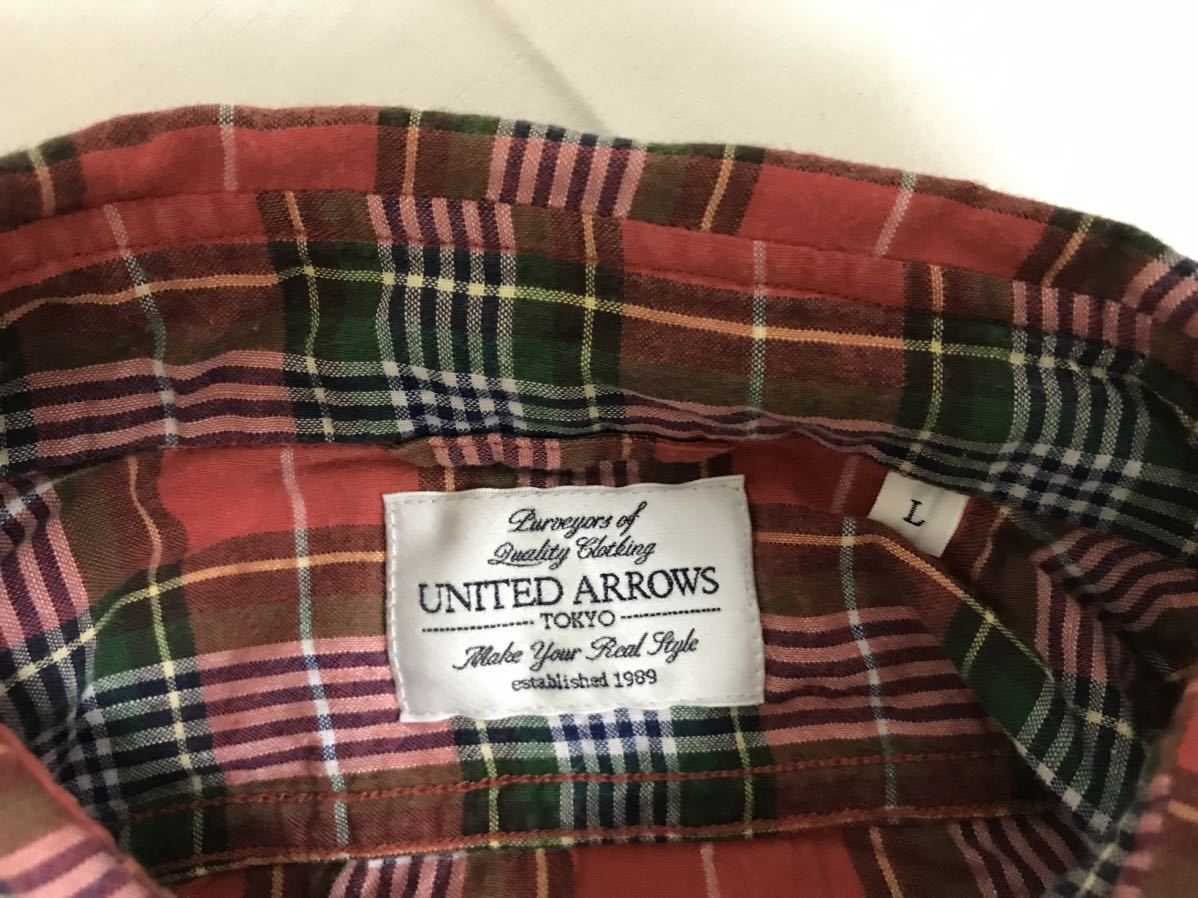 Purveyors of
Quality Clothing
UNITED ARROWS
TOKYO
Make Your Real Style
established 1989
L